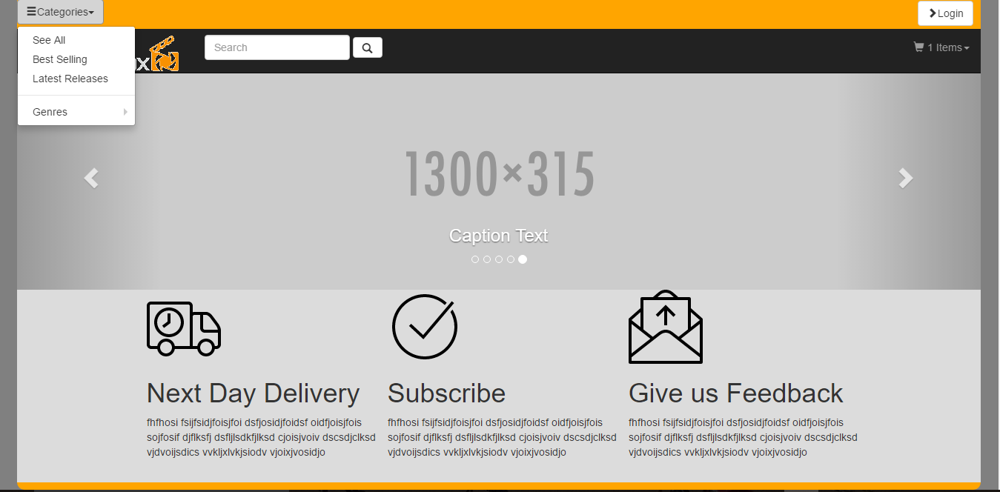 Categories
Login
See All
Best Selling
Latest Releases
Genres
x
Search
1 Items
1300×315
Caption Text
Next Day Delivery
fhfhosi fsijfsidjfoisjfoi dsfjosidjfoidsf oidfjoisjfois
sojfosif djflksfj dsfljlsdkfjlksd cjoisjvoiv dscsdjclksd
vjdvoijsdics vvkljxlvkjsiodv vjoixjvosidjo
Subscribe
fhfhosi fsijfsidjfoisjfoi dsfjosidjfoidsf oidfjoisjfois
sojfosif djflksfj dsfljlsdkfjlksd cjoisjvoiv dscsdjclksd
vjdvoijsdics vvkljxlvkjsiodv vjoixjvosidjo
Give us Feedback
fhfhosi fsijfsidjfoisjfoi dsfjosidjfoidsf oidfjoisjfois
sojfosif djflksfj dsfljlsdkfjlksd cjoisjvoiv dscsdjclksd
vjdvoijsdics vvkljxlvkjsiodv vjoixjvosidjo